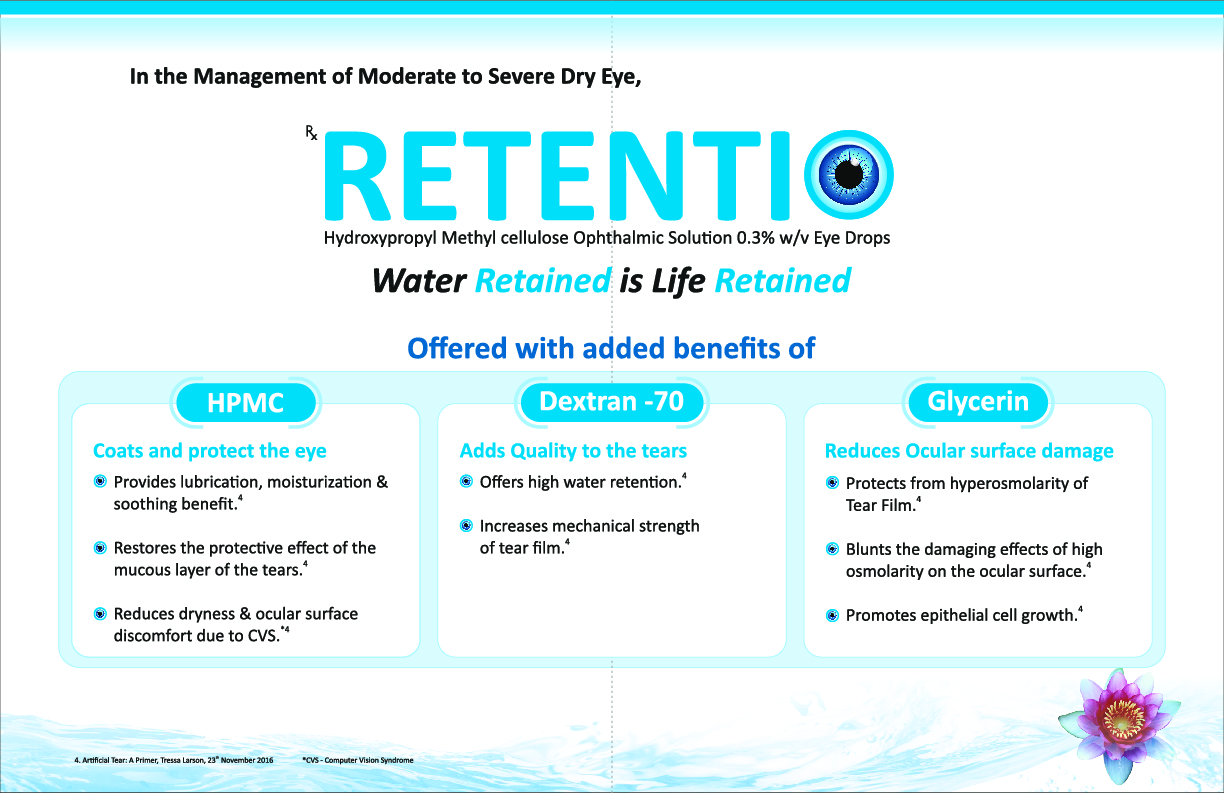 In the Management of Moderate to Severe Dry Eye,
Rx RETENTIO
Hydroxypropyl Methyl cellulose Ophthalmic Solution 0.3% w/v Eye Drops
Water Retained is Life Retained
Offered with added benefits of
HPMC
Coats and protect the eye
Provides lubrication, moisturization &
soothing benefit.4
Restores the protective effect of the
mucous layer of the tears.4
Reduces dryness & ocular surface
discomfort due to CVS.*4
Dextran -70
Adds Quality to the tears
Offers high water retention.4
Increases mechanical strength
of tear film.4
Glycerin
Reduces Ocular surface damage
Protects from hyperosmolarity of
Tear Film.4
Blunts the damaging effects of high
osmolarity on the ocular surface.4
Promotes epithelial cell growth.4
4. Artificial Tear: A Primer, Tressa Larson, 23th November 2016 *CVS - Computer Vision Syndrome